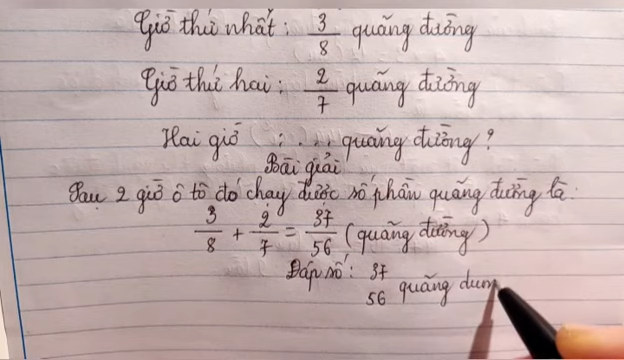 Giờ thứ nhất: 3/8 quãng đường
Giờ thứ hai: 2/7 quãng đường
Hai giờ : ... quãng đường?
Bài giải
Sau 2 giờ ô tô đó chạy được số phần quãng đường là:
3/8 + 2/7 = 37/56 (quãng đường)
Đáp số: 37/56 quãng dưon